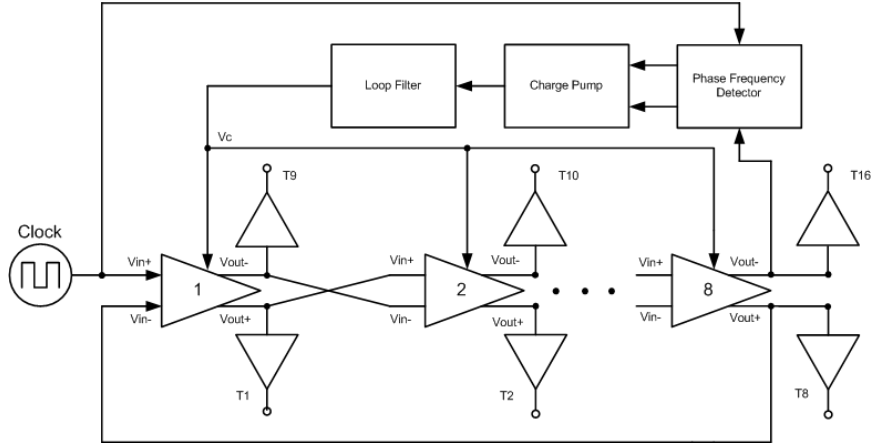 Loop Filter
Charge Pump
Phase Frequency
Detector
Vc
T9
T10
T16
Clock
Vin+
Vout-
Vin+
Vout-
Vin+
Vout-
1
2
8
Vin-
Vout+
Vin-
Vout+
Vin-
Vout+
T1
T2
T8